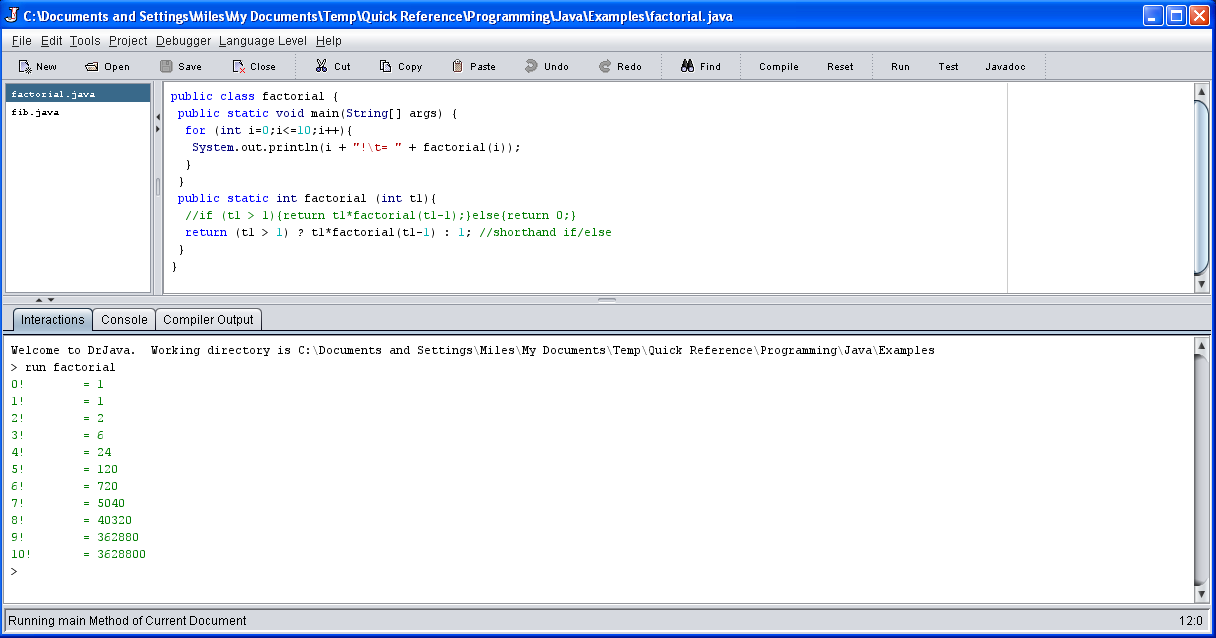 C:\Documents and Settings\Miles\My Documents\Temp\Quick Reference\Programming\Java\Examples\factorial.java
File Edit Tools Project Debugger Language Level Help
New Open Save Close Cut Copy Paste Undo Redo Find Compile Reset Run Test Javadoc
factorial.java
fib.java
public class factorial {
public static void main(String[] args) {
for (int i=0;i<=10;i++){
System.out.println(i + "!\t= " + factorial(i));
}
}
public static int factorial (int t1){
//if (t1 > 1){return t1*factorial(t1-1);}else{return 0;}
return (t1 > 1) ? t1*factorial(t1-1) : 1; //shorthand if/else
}
}
Interactions Console Compiler Output
Welcome to DrJava.  Working directory is C:\Documents and Settings\Miles\My Documents\Temp\Quick Reference\Programming\Java\Examples
> run factorial
0! = 1
1! = 1
2! = 2
3! = 6
4! = 24
5! = 120
6! = 720
7! = 5040
8! = 40320
9! = 362880
10! = 3628800
>
Running main Method of Current Document 12:0